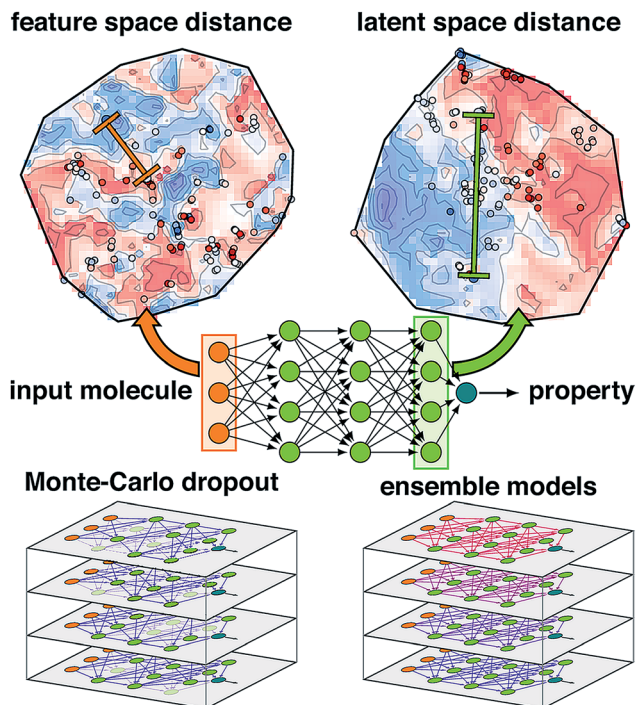 feature space distance
latent space distance
input molecule
property
Monte-Carlo dropout
ensemble models